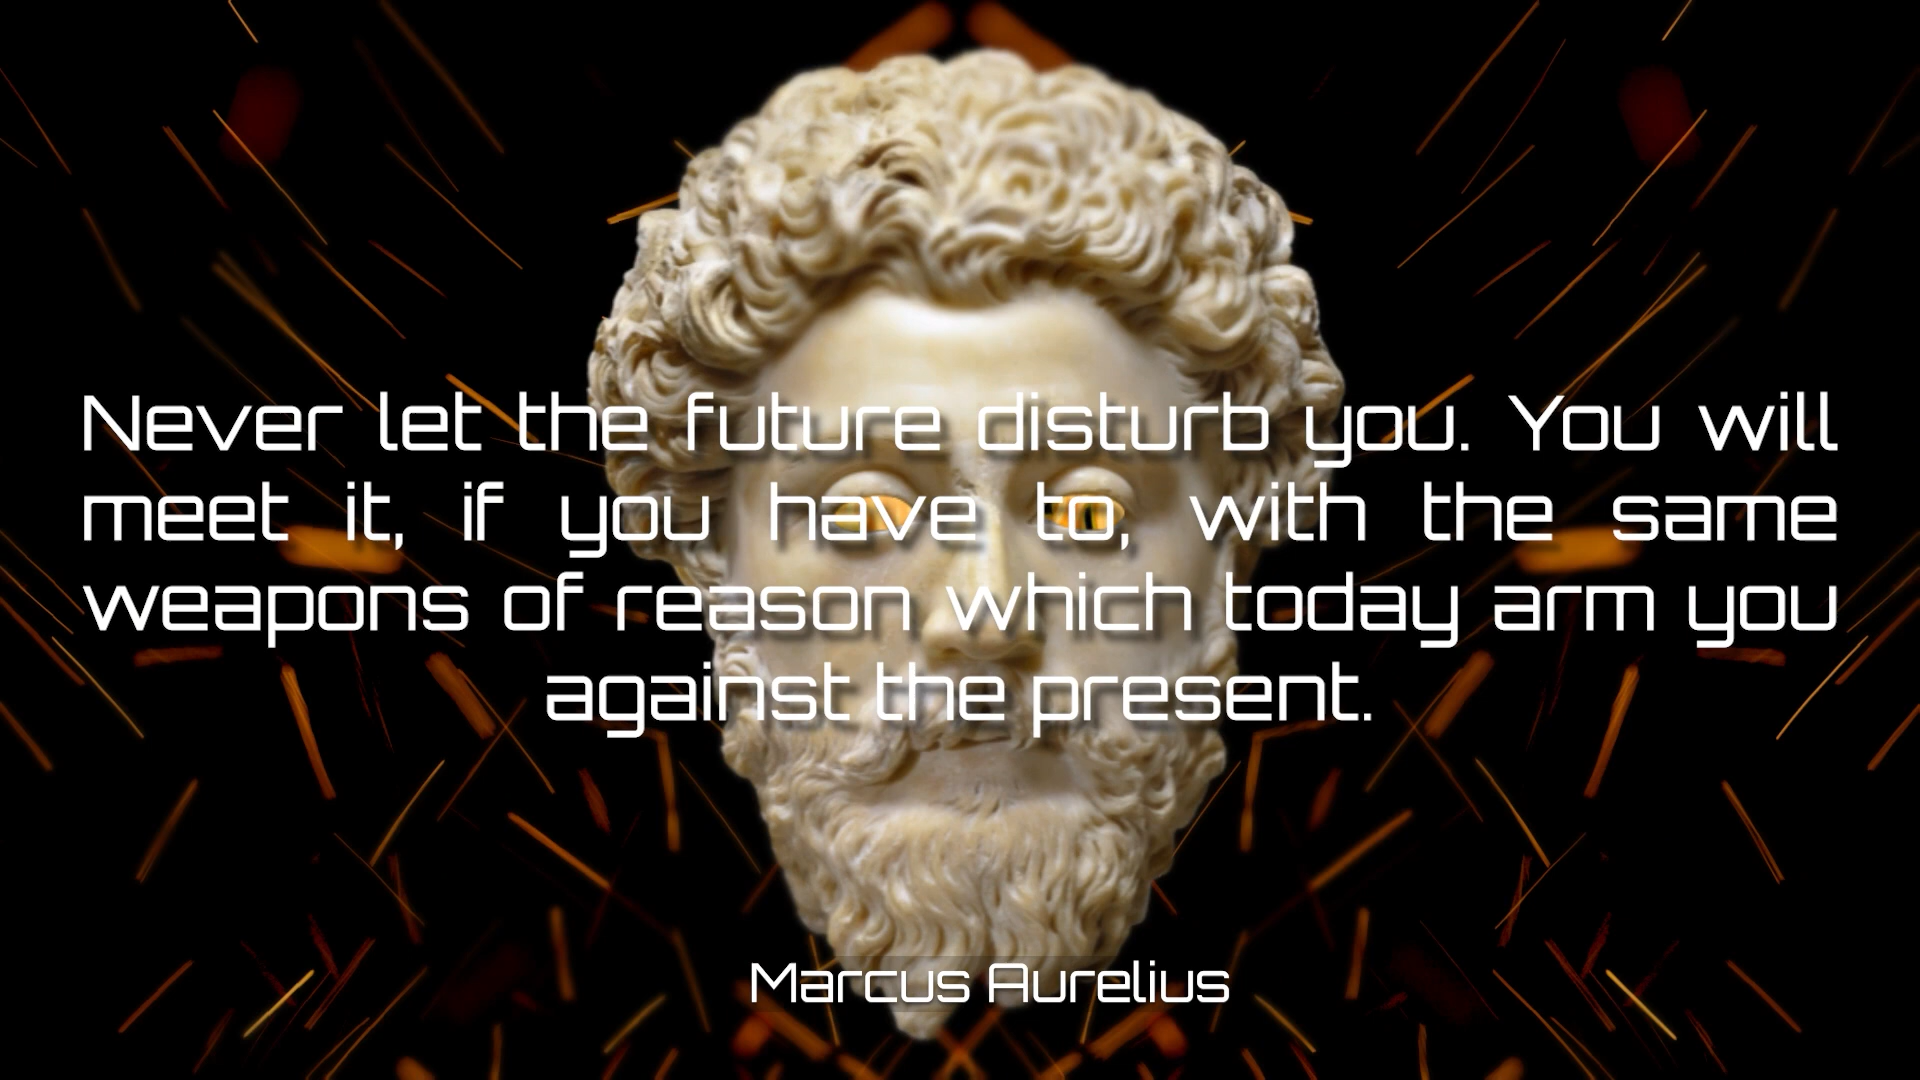 Never let the future disturb you. You will
meet it, if you have to, with the same
weapons of reason which today arm you
against the present.
Marcus Aurelius